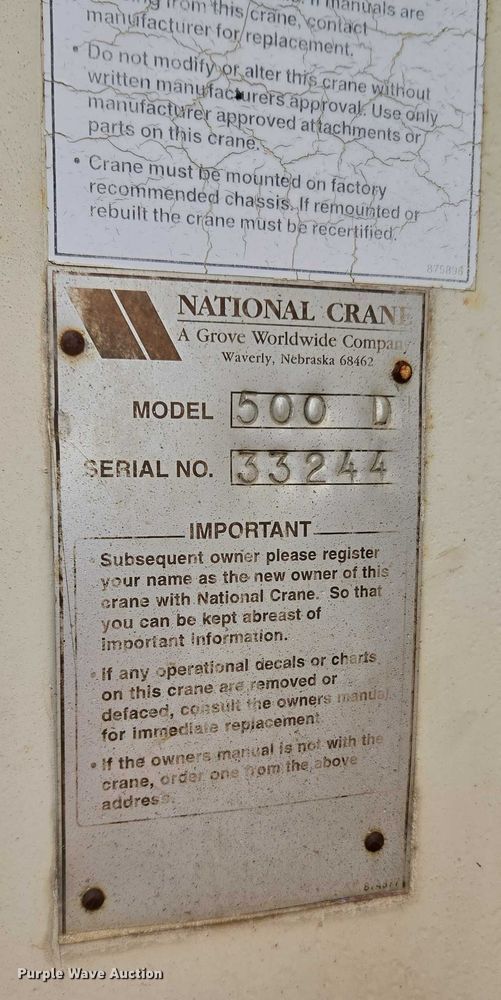 from this crane, contact
manufacturer for replacement.
• Do not modify or alter this crane without
written manufacturers approval. Use only
manufacturer approved attachments or
parts on this crane.
• Crane must be mounted on factory
recommended chassis. If remounted or
rebuilt the crane must be recertified.
NATIONAL CRANE
A Grove Worldwide Company
Waverly, Nebraska 68462
MODEL 500 D
SERIAL NO. 33244
IMPORTANT
• Subsequent owner please register
your name as the new owner of this
crane with National Crane. So that
you can be kept abreast of
important information.
• If any operational decals or charts
on this crane are removed or
defaced, consult the owners manual
for immediate replacement
• If the owners manual is not with the
crane, order one from the above
address.
Purple Wave Auction